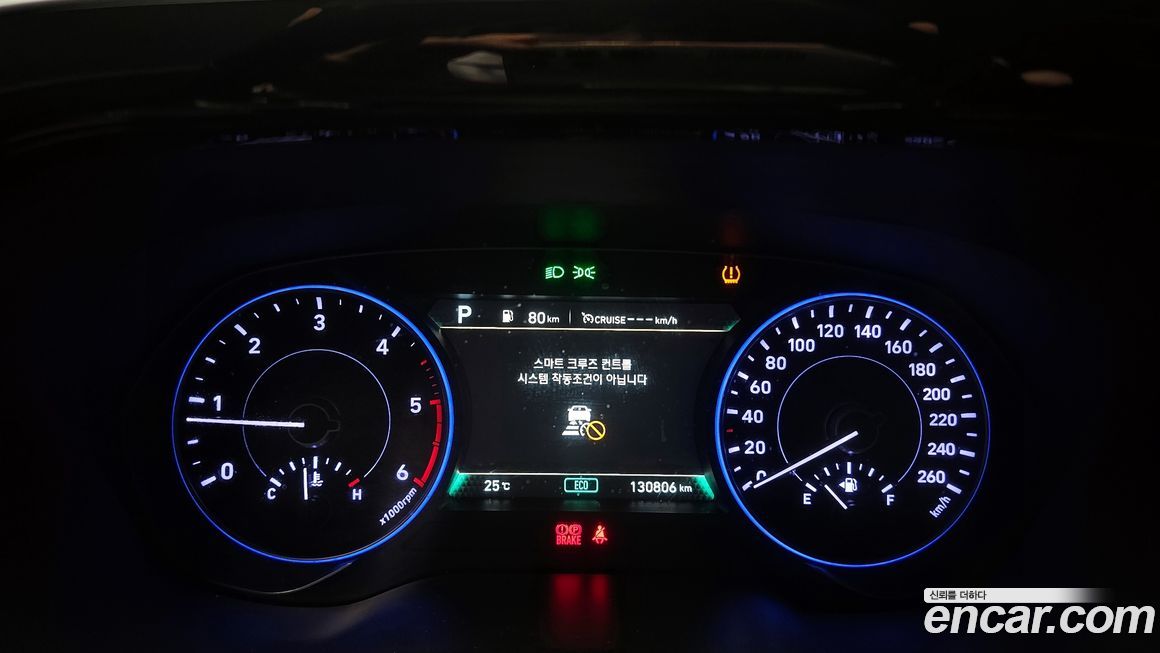 P 80 km CRUISE --- km/h
스마트 크루즈 컨트롤
시스템 작동조건이 아닙니다
25 ℃ ECO 130806 km
BRAKE
0 1 2 3 4 5 6
x1000rpm
C H
0 20 40 60 80 100 120 140 160 180 200 220 240 260
km/h
E F
신뢰를 더하다
encar.com